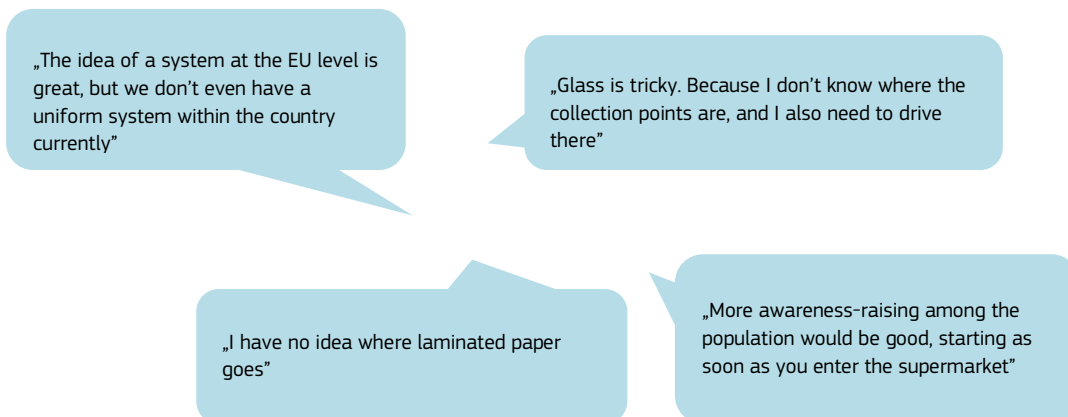 „The idea of a system at the EU level is
great, but we don’t even have a
uniform system within the country
currently”
„Glass is tricky. Because I don’t know where the
collection points are, and I also need to drive
there”
„I have no idea where laminated paper
goes”
„More awareness-raising among the
population would be good, starting as
soon as you enter the supermarket”